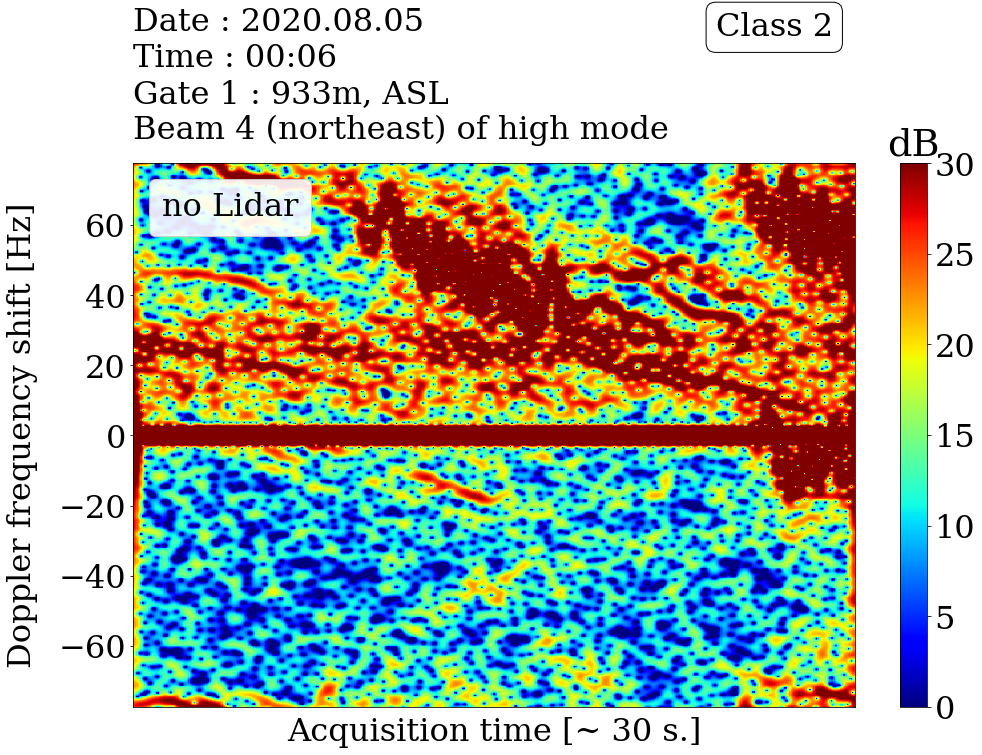 Date : 2020.08.05
Time : 00:06
Gate 1 : 933m, ASL
Beam 4 (northeast) of high mode
Class 2
dB
no Lidar
Doppler frequency shift [Hz]
60
40
20
0
−20
−40
−60
Acquisition time [~ 30 s.]
30
25
20
15
10
5
0